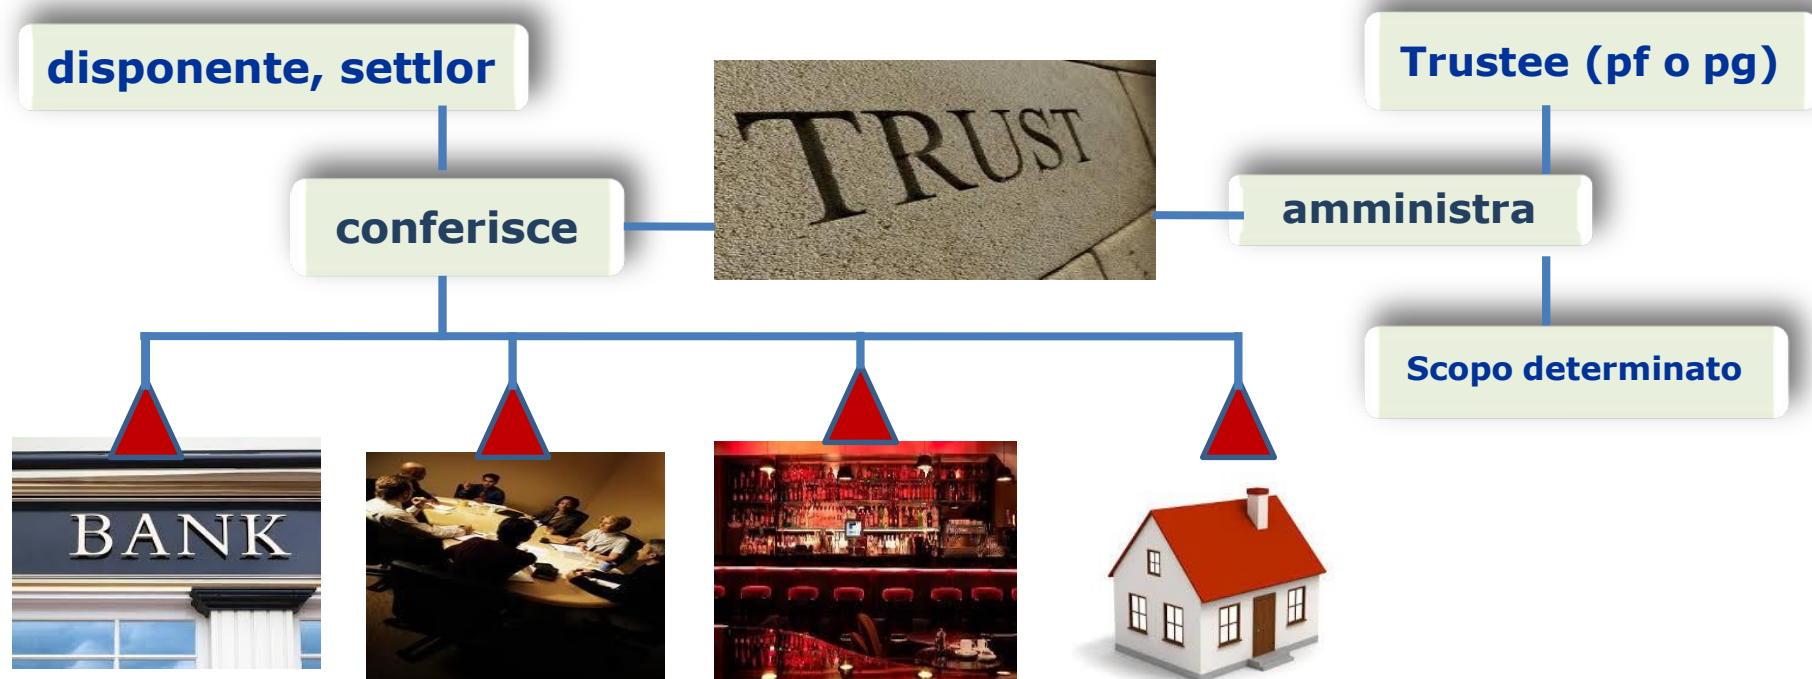 disponente, settlor
Trustee (pf o pg)
TRUST
conferisce
amministra
Scopo determinato
BANK